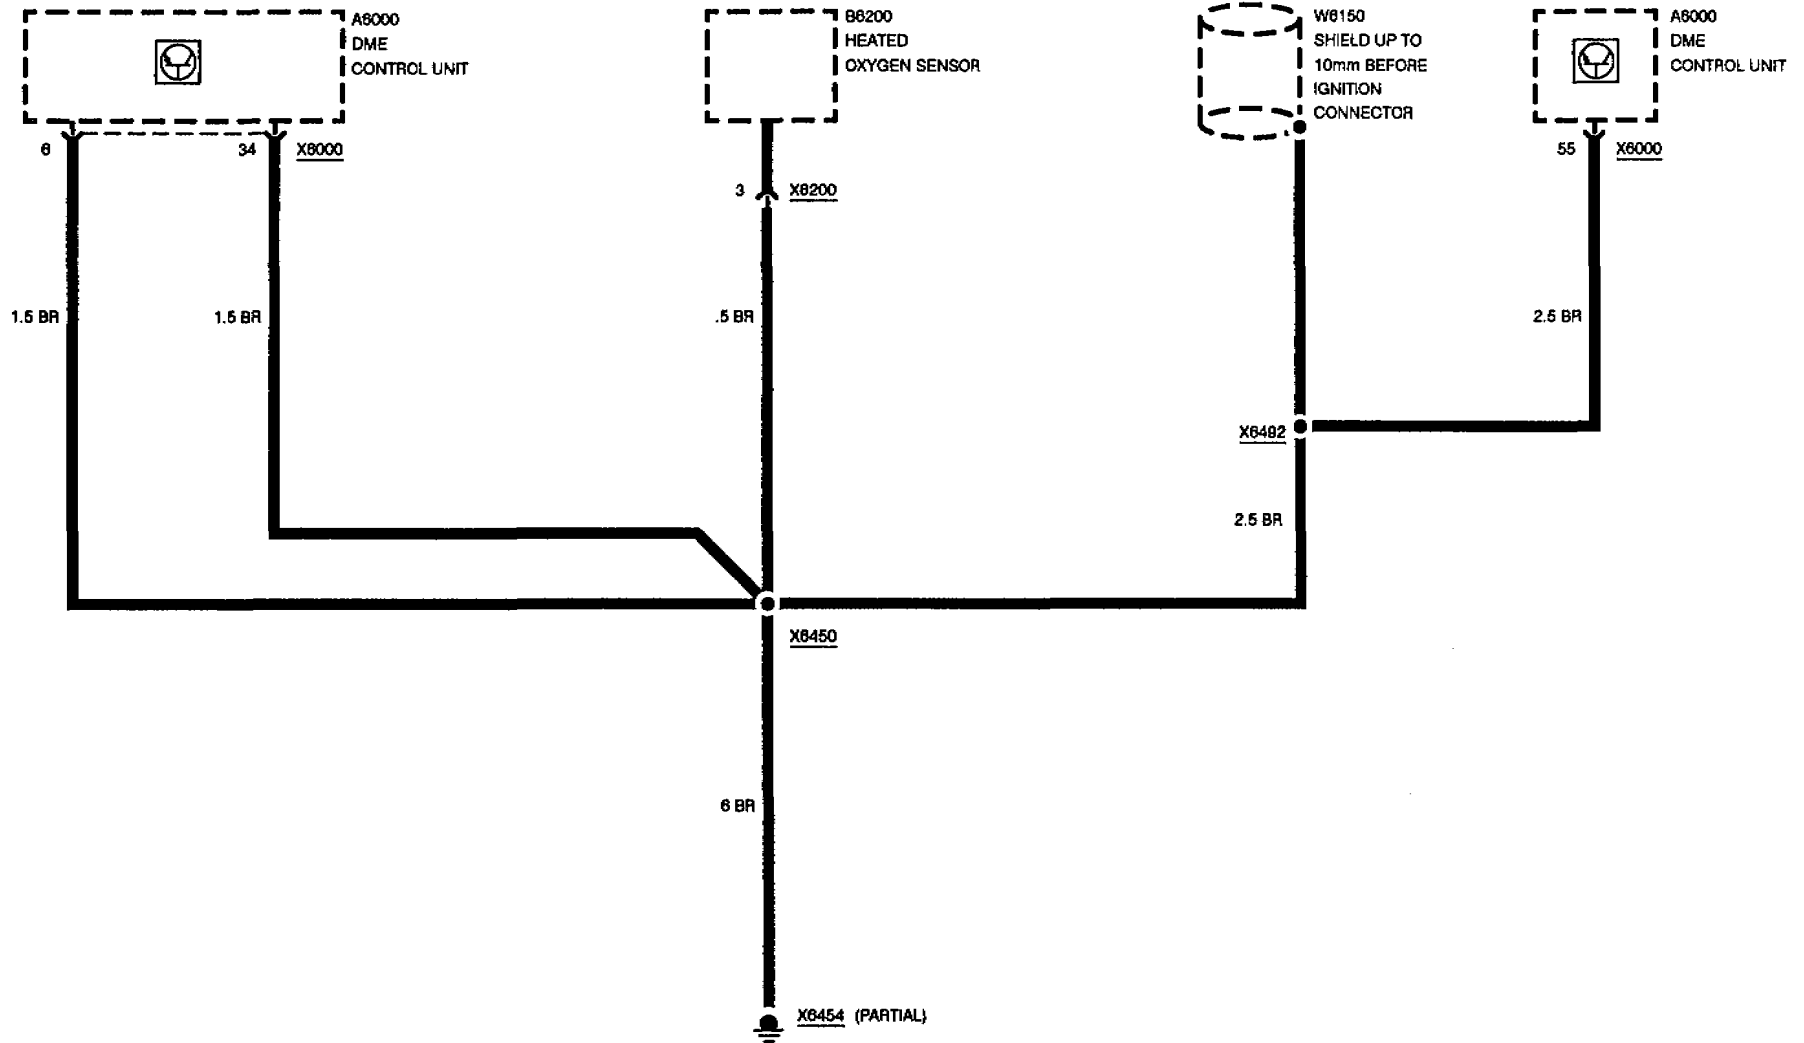 A6000
DME
CONTROL UNIT
B6200
HEATED
OXYGEN SENSOR
W6150
SHIELD UP TO
10mm BEFORE
IGNITION
CONNECTOR
A6000
DME
CONTROL UNIT
6
34
X6000
3
X6200
55
X6000
1.5 BR
1.5 BR
.5 BR
2.5 BR
X6492
2.5 BR
X6450
6 BR
X6454 (PARTIAL)